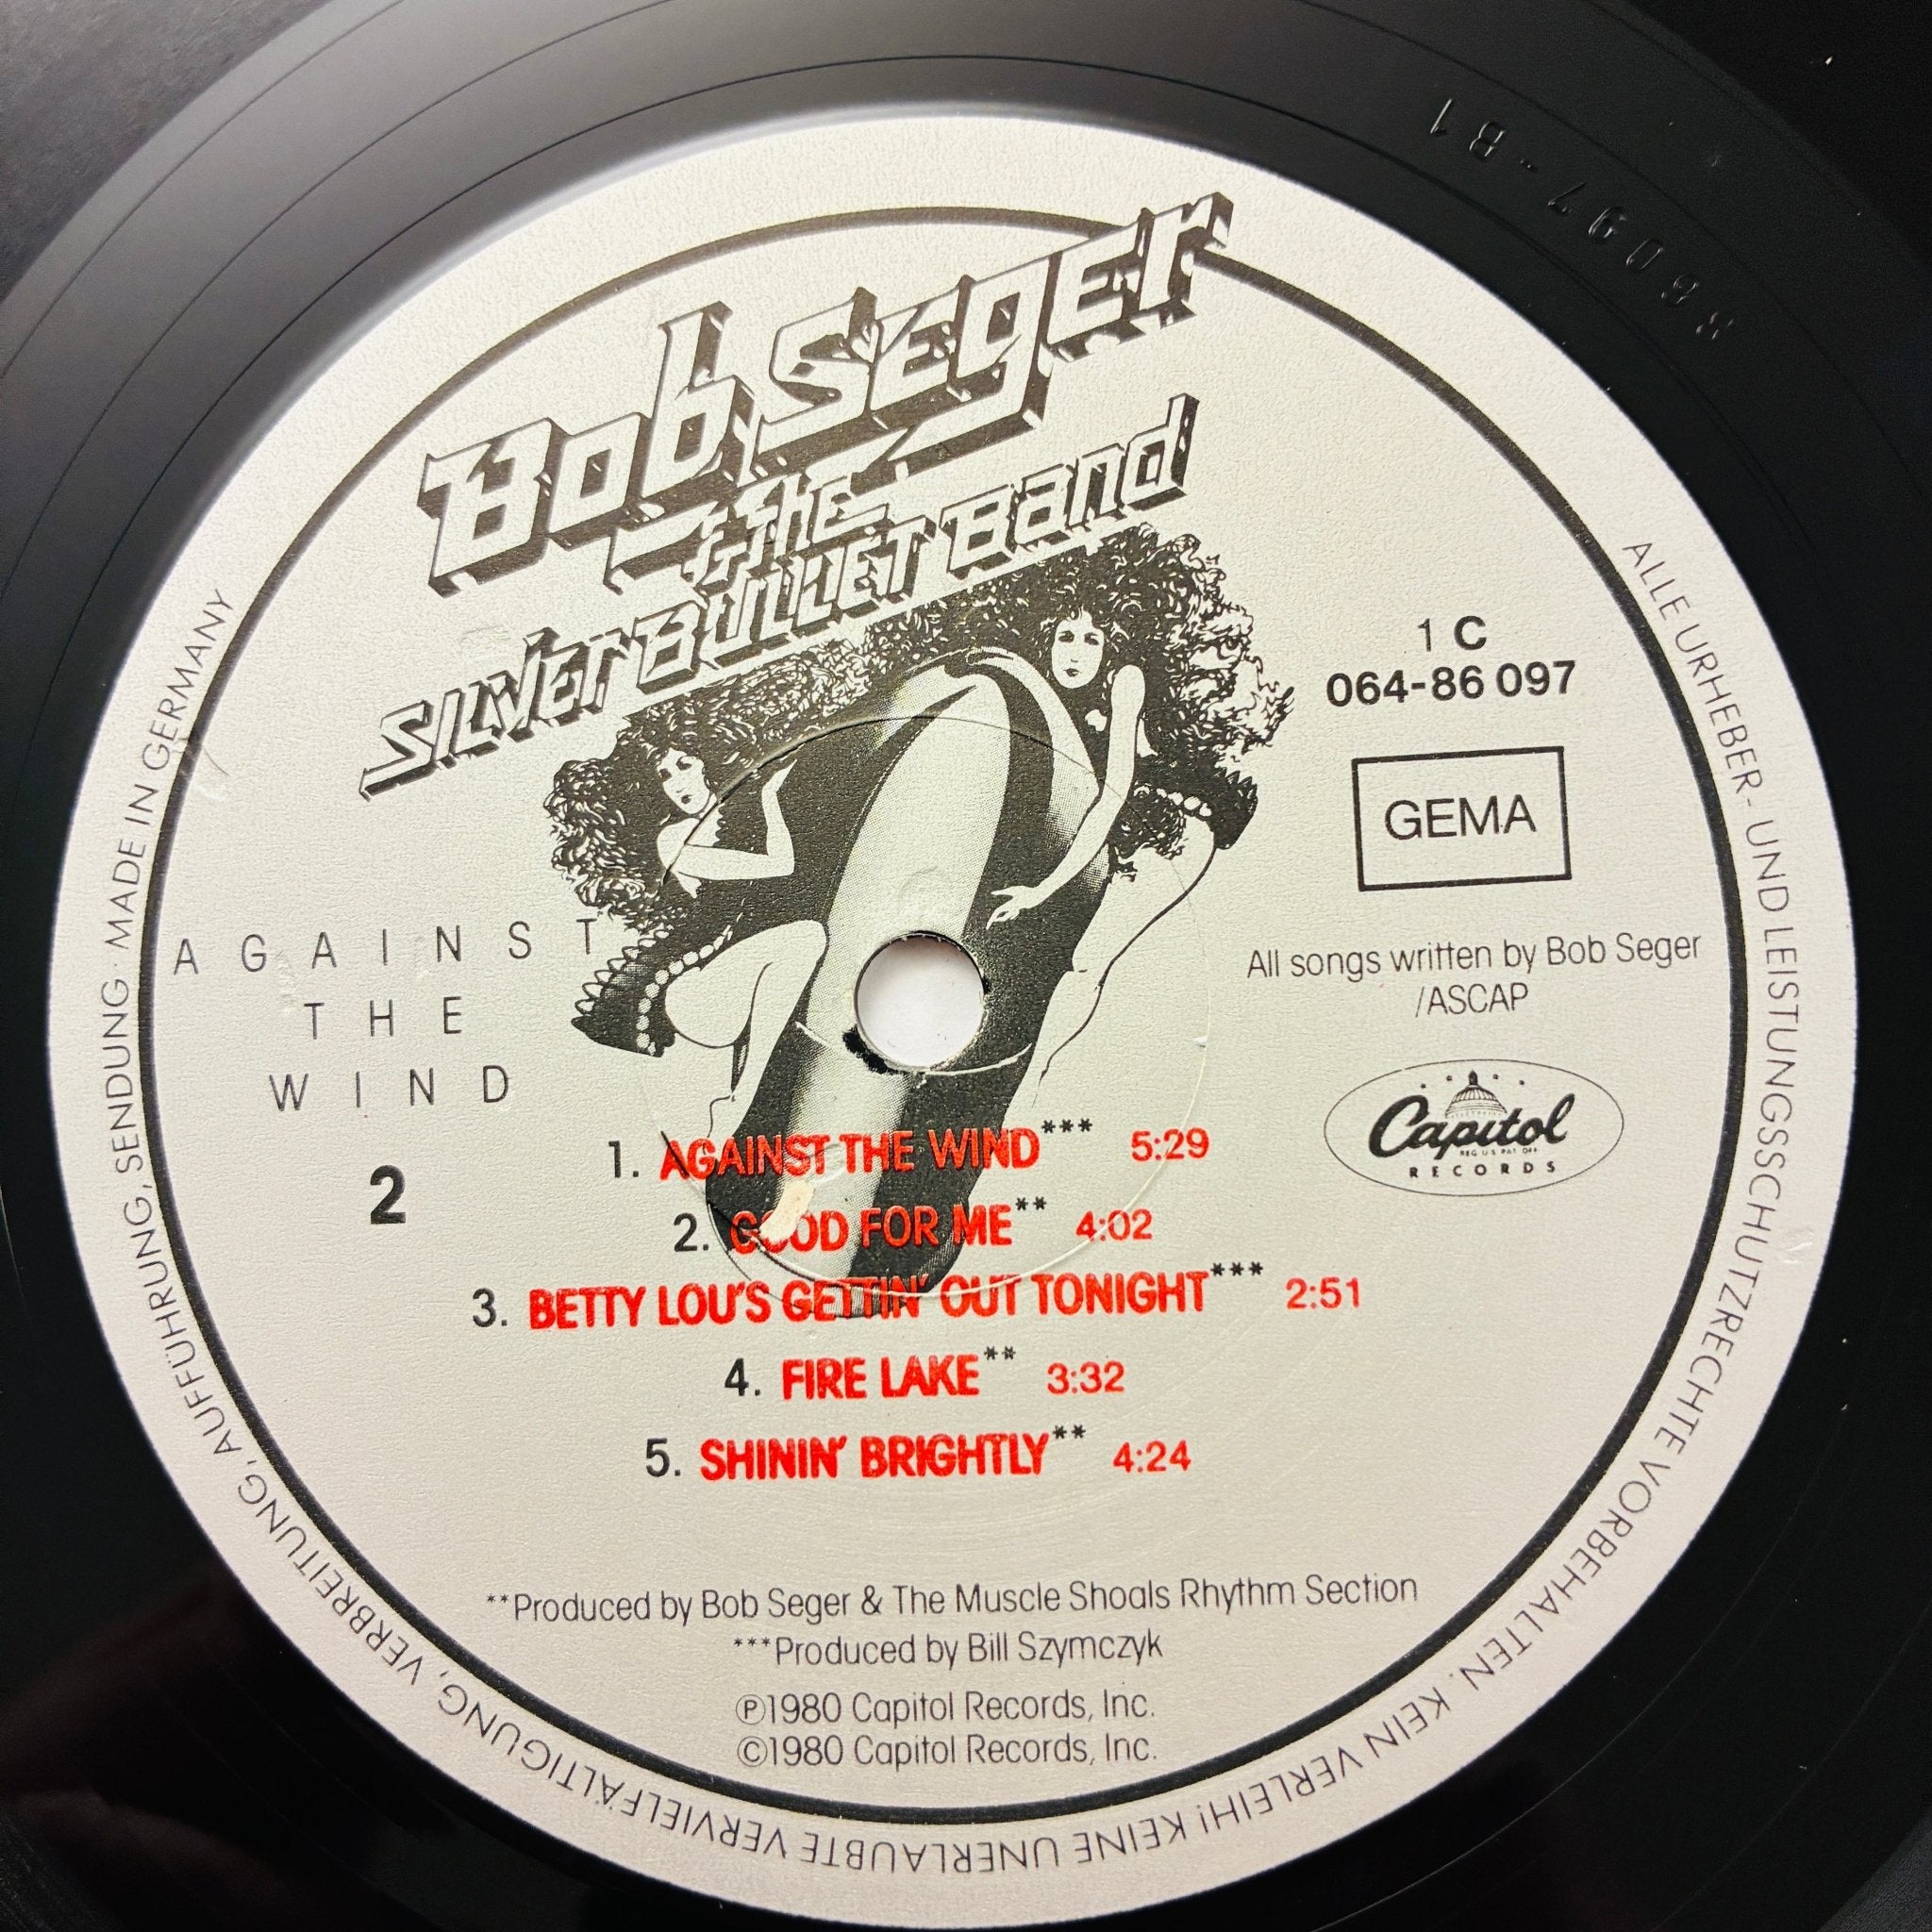 Bob Seger
& the
Silver Bullet Band
1 C
064-86 097
GEMA
AGAINST
THE
WIND
2
All songs written by Bob Seger
/ASCAP
Capitol
REG US PAT OFF
RECORDS
1. AGAINST THE WIND*** 5:29
2. GOOD FOR ME** 4:02
3. BETTY LOU'S GETTIN' OUT TONIGHT*** 2:51
4. FIRE LAKE** 3:32
5. SHININ' BRIGHTLY** 4:24
**Produced by Bob Seger & The Muscle Shoals Rhythm Section
***Produced by Bill Szymczyk
℗1980 Capitol Records, Inc.
©1980 Capitol Records, Inc.
ALLE URHEBER- UND LEISTUNGSSCHUTZRECHTE VORBEHALTEN. KEIN VERLEIH! KEINE UNERLAUBTE VERVIELFÄLTIGUNG, VERBREITUNG, AUFFÜHRUNG, SENDUNG · MADE IN GERMANY